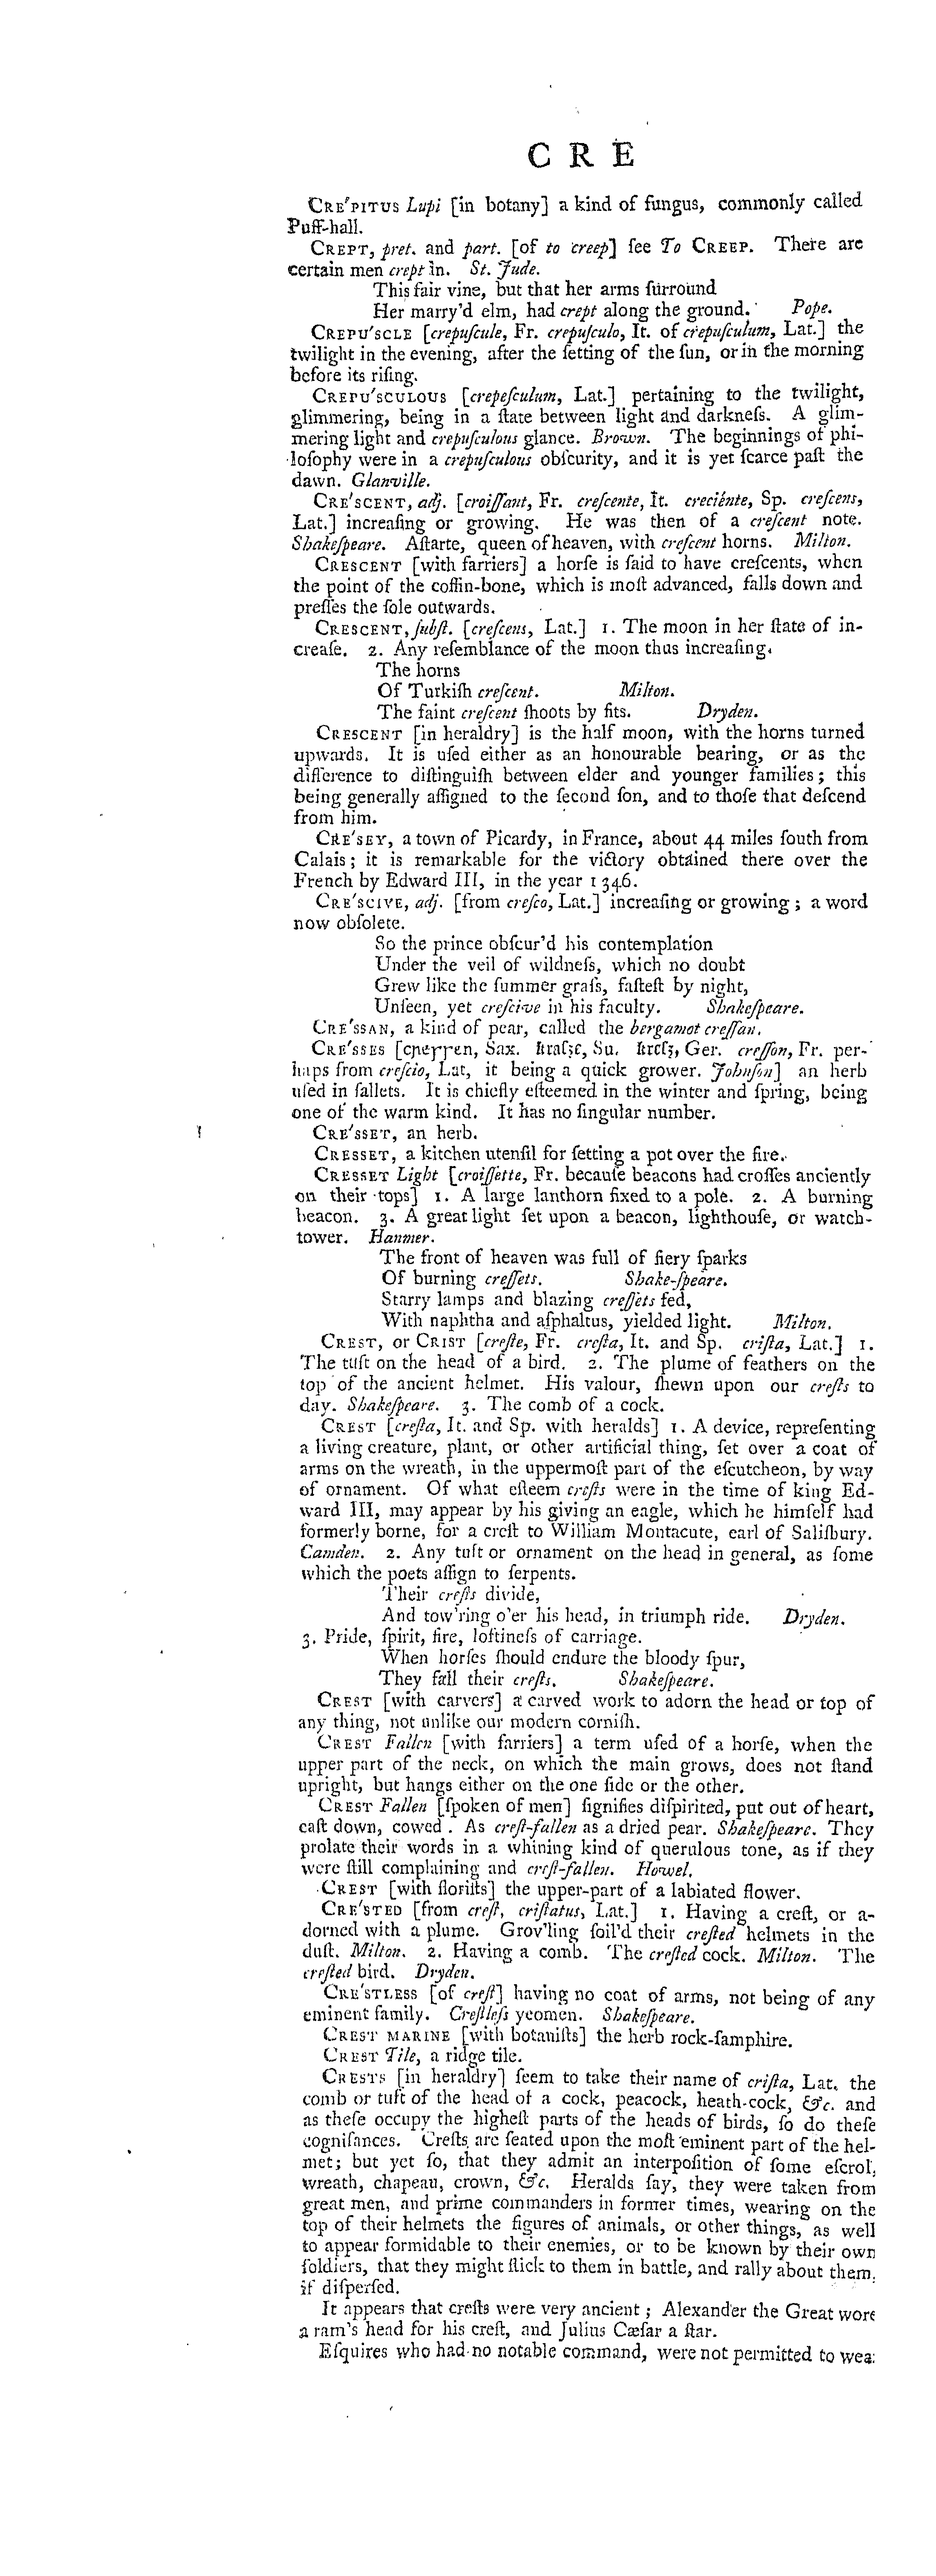 C R E
CRE′PITUS Lupi [in botany] a kind of fungus, commonly called
Puff-hall.
CREPT, pret. and part. [of to creep] ſee To CREEP. There are
certain men crept in. St. Jude.
This fair vine, but that her arms ſurround
Her marry'd elm, had crept along the ground. Pope.
CREPU′SCLE [crepuſcule, Fr. crepuſculo, It. of crepuſculum, Lat.] the
twilight in the evening, after the ſetting of the ſun, or in the morning
before its riſing.
CREPU′SCULOUS [crepeſculum, Lat.] pertaining to the twilight,
glimmering, being in a ſtate between light and darkneſs. A glim-
mering light and crepuſculous glance. Brown. The beginnings of phi-
loſophy were in a crepuſculous obſcurity, and it is yet ſcarce paſt the
dawn. Glanville.
CRE′SCENT, adj. [croiſſant, Fr. creſcente, It. creciénte, Sp. creſcens,
Lat.] increaſing or growing. He was then of a creſcent note.
Shakeſpeare. Aſtarte, queen of heaven, with creſcent horns. Milton.
CRESCENT [with farriers] a horſe is ſaid to have creſcents, when
the point of the coffin-bone, which is moſt advanced, falls down and
preſſes the ſole outwards.
CRESCENT, ſubſt. [creſcens, Lat.] 1. The moon in her ſtate of in-
creaſe. 2. Any reſemblance of the moon thus increaſing.
The horns
Of Turkiſh creſcent. Milton.
The faint creſcent ſhoots by fits. Dryden.
CRESCENT [in heraldry] is the half moon, with the horns turned
upwards. It is uſed either as an honourable bearing, or as the
difference to diſtinguiſh between elder and younger families; this
being generally aſſigned to the ſecond ſon, and to thoſe that deſcend
from him.
CRE′SEY, a town of Picardy, in France, about 44 miles ſouth from
Calais; it is remarkable for the victory obtained there over the
French by Edward III, in the year 1346.
CRE′SCIVE, adj. [from creſco, Lat.] increaſing or growing; a word
now obſolete.
So the prince obſcur'd his contemplation
Under the veil of wildneſs, which no doubt
Grew like the ſummer graſs, faſteſt by night,
Unſeen, yet creſcive in his faculty. Shakeſpeare.
CRE′SSAN, a kind of pear, called the bergamot creſſan.
CRE′SSES [Sax. Su. Ger. creſſon, Fr. per-
haps from creſcio, Lat, it being a quick grower. Johnſon] an herb
uſed in ſallets. It is chiefly eſteemed in the winter and ſpring, being
one of the warm kind. It has no ſingular number.
CRE′SSET, an herb.
CRESSET, a kitchen utenſil for ſetting a pot over the fire.
CRESSET Light [croiſſette, Fr. becauſe beacons had croſſes anciently
on their tops] 1. A large lanthorn fixed to a pole. 2. A burning
beacon. 3. A great light ſet upon a beacon, lighthouſe, or watch-
tower. Hanmer.
The front of heaven was full of fiery ſparks
Of burning creſſets. Shake-ſpeare.
Starry lamps and blazing creſſets fed,
With naphtha and aſphaltus, yielded light. Milton.
CREST, or CRIST [creſte, Fr. creſta, It. and Sp. criſta, Lat.] 1.
The tuft on the head of a bird. 2. The plume of feathers on the
top of the ancient helmet. His valour, ſhewn upon our creſts to
day. Shakeſpeare. 3. The comb of a cock.
CREST [creſta, It. and Sp. with heralds] 1. A device, repreſenting
a living creature, plant, or other artificial thing, ſet over a coat of
arms on the wreath, in the uppermoſt part of the eſcutcheon, by way
of ornament. Of what eſteem creſts were in the time of king Ed-
ward III, may appear by his giving an eagle, which he himſelf had
formerly borne, for a creſt to William Montacute, earl of Saliſbury.
Camden. 2. Any tuft or ornament on the head in general, as ſome
which the poets aſſign to ſerpents.
Their creſts divide,
And tow'ring o'er his head, in triumph ride. Dryden.
3. Pride, ſpirit, fire, loftineſs of carriage.
When horſes ſhould endure the bloody ſpur,
They fall their creſts. Shakeſpeare.
CREST [with carvers] a carved work to adorn the head or top of
any thing, not unlike our modern corniſh.
CREST Fallen [with farriers] a term uſed of a horſe, when the
upper part of the neck, on which the main grows, does not ſtand
upright, but hangs either on the one ſide or the other.
CREST Fallen [ſpoken of men] ſignifies diſpirited, put out of heart,
caſt down, cowed. As creſt-fallen as a dried pear. Shakeſpeare. They
prolate their words in a whining kind of querulous tone, as if they
were ſtill complaining and creſt-fallen. Howel.
CREST [with floriſts] the upper-part of a labiated flower.
CRE′STED [from creſt, criſtatus, Lat.] 1. Having a creſt, or a-
dorned with a plume. Grov'ling ſoil'd their creſted helmets in the
duſt. Milton. 2. Having a comb. The creſted cock. Milton. The
creſted bird. Dryden.
CRE′STLESS [of creſt] having no coat of arms, not being of any
eminent family. Creſtleſs yeomen. Shakeſpeare.
CREST MARINE [with botaniſts] the herb rock-ſamphire.
CREST Tile, a ridge tile.
CRESTS [in heraldry] ſeem to take their name of criſta, Lat. the
comb or tuft of the head of a cock, peacock, heath-cock, &c. and
as theſe occupy the higheſt parts of the heads of birds, ſo do theſe
cogniſances. Creſts are ſeated upon the moſt eminent part of the hel-
met; but yet ſo, that they admit an interpoſition of ſome eſcrol,
wreath, chapeau, crown, &c. Heralds ſay, they were taken from
great men, and prime commanders in former times, wearing on the
top of their helmets the figures of animals, or other things, as well
to appear formidable to their enemies, or to be known by their own
ſoldiers, that they might ſtick to them in battle, and rally about them,
if diſperſed.
It appears that creſts were very ancient; Alexander the Great wore
a ram's head for his creſt, and Julius Cæſar a ſtar.
Eſquires who had no notable command, were not permitted to wea